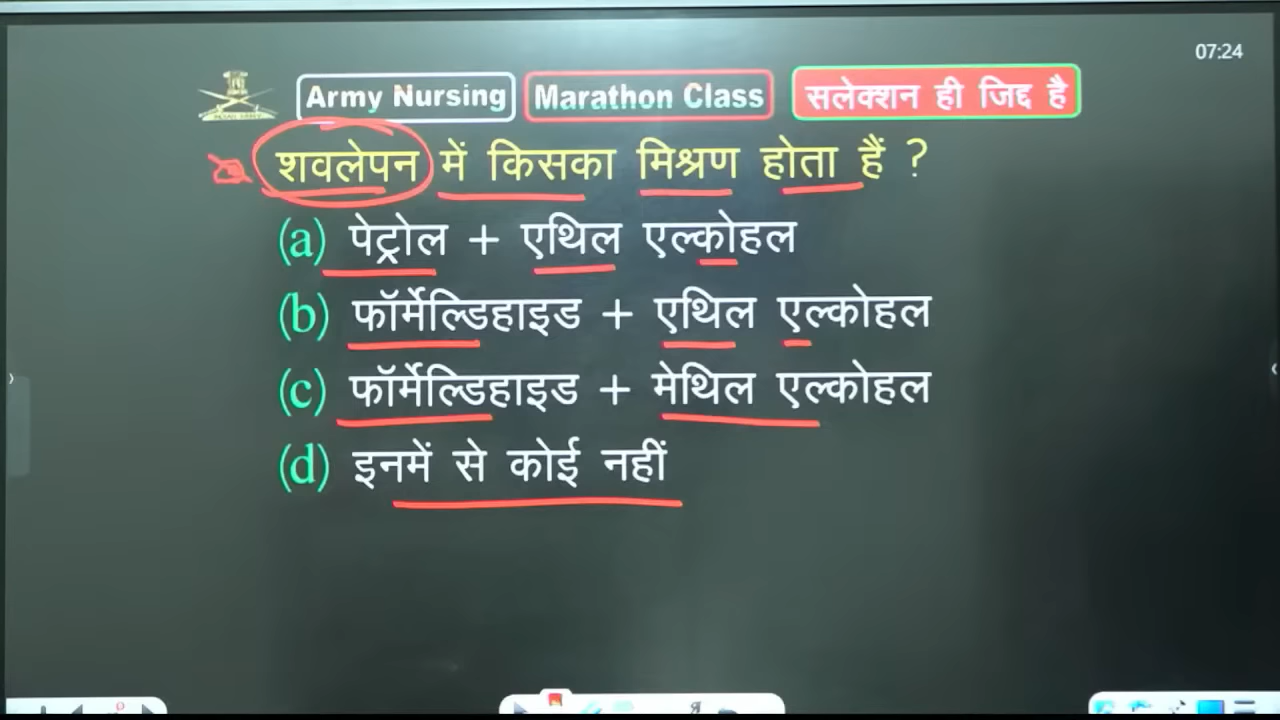 07:24
Army Nursing Marathon Class सलेक्शन ही जिद्द है
शवलेपन में किसका मिश्रण होता हैं ?
(a) पेट्रोल + एथिल एल्कोहल
(b) फॉर्मेल्डिहाइड + एथिल एल्कोहल
(c) फॉर्मेल्डिहाइड + मेथिल एल्कोहल
(d) इनमें से कोई नहीं